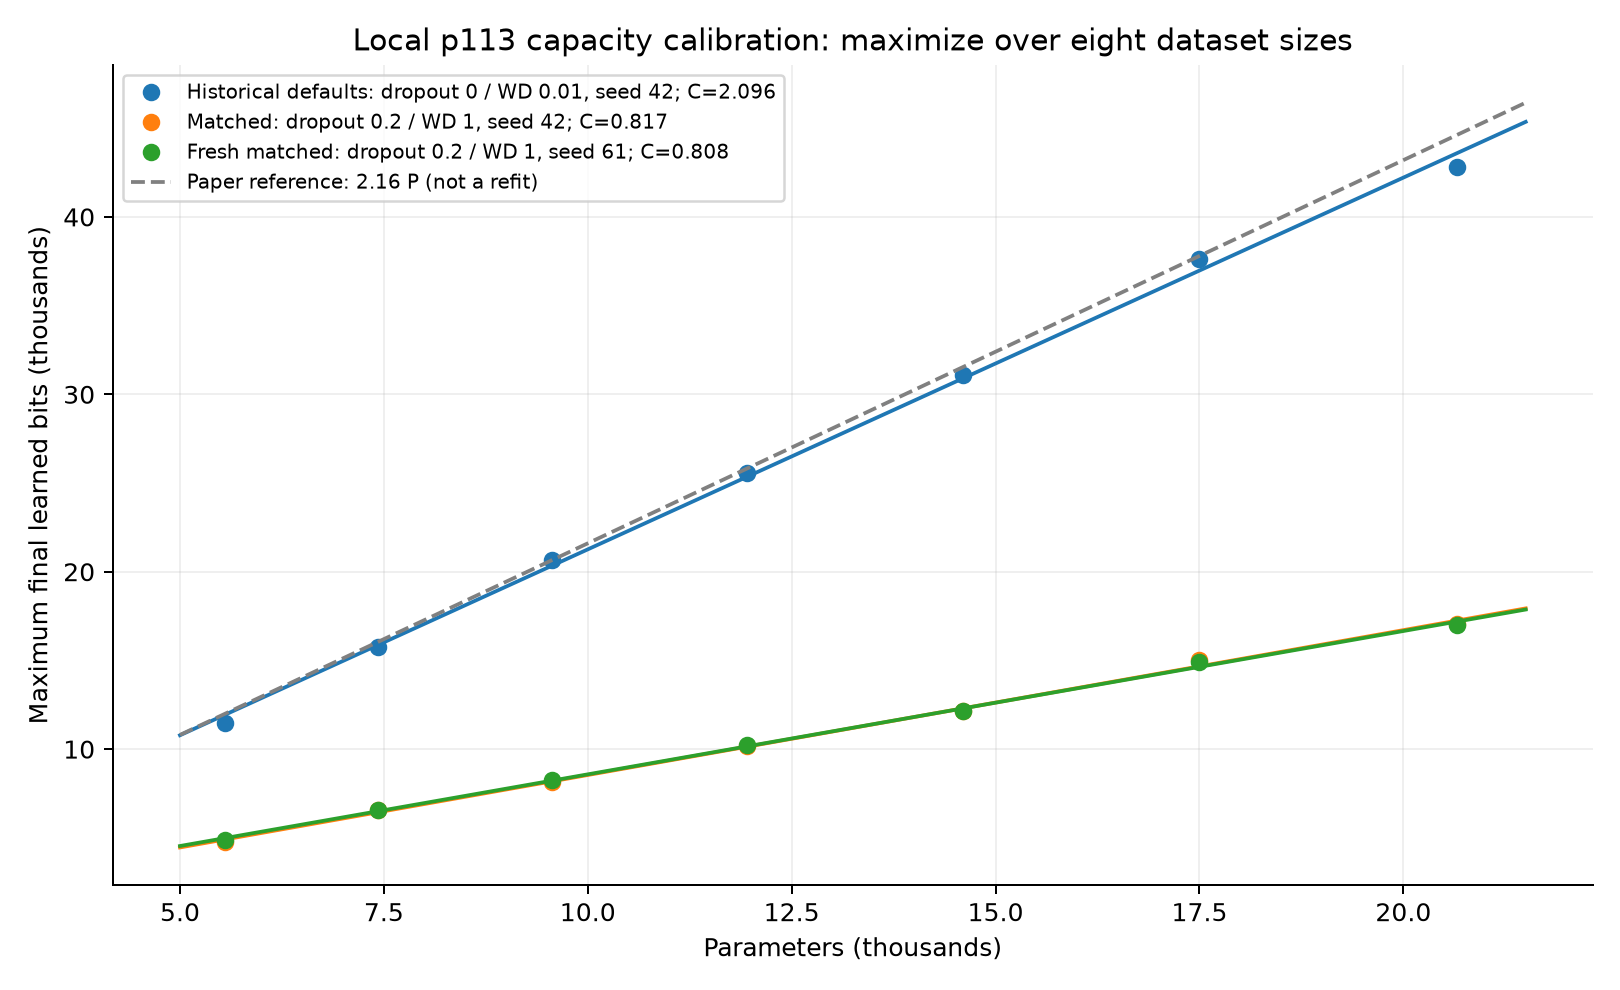 Local p113 capacity calibration: maximize over eight dataset sizes
Historical defaults: dropout 0 / WD 0.01, seed 42; C=2.096
Matched: dropout 0.2 / WD 1, seed 42; C=0.817
Fresh matched: dropout 0.2 / WD 1, seed 61; C=0.808
Paper reference: 2.16 P (not a refit)
Maximum final learned bits (thousands)
40
30
20
10
5.0 7.5 10.0 12.5 15.0 17.5 20.0
Parameters (thousands)